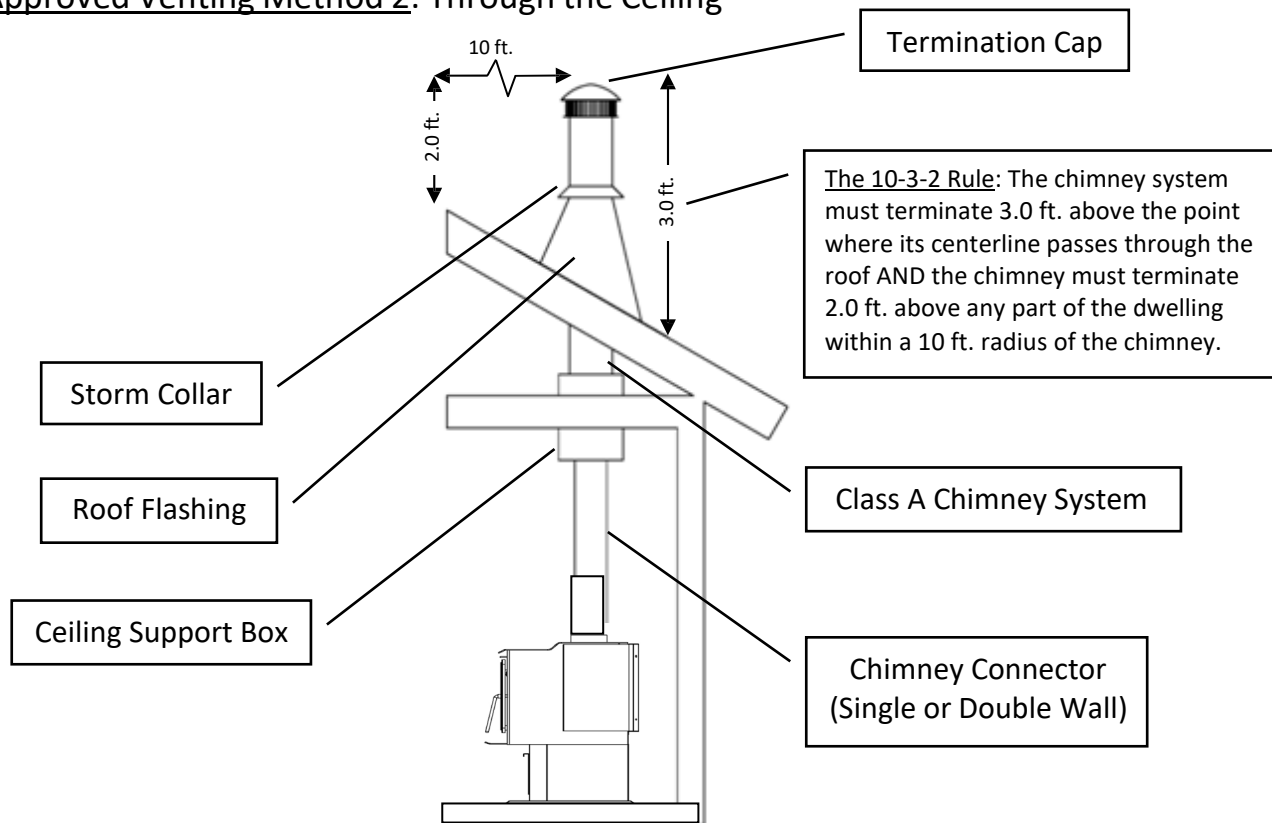 Approved Venting Method 2: Through the Ceiling
10 ft.
Termination Cap
2.0 ft.
3.0 ft.
The 10-3-2 Rule: The chimney system
must terminate 3.0 ft. above the point
where its centerline passes through the
roof AND the chimney must terminate
2.0 ft. above any part of the dwelling
within a 10 ft. radius of the chimney.
Storm Collar
Roof Flashing
Class A Chimney System
Ceiling Support Box
Chimney Connector
(Single or Double Wall)